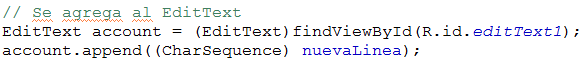 // Se agrega al EditText
EditText account = (EditText)findViewById(R.id.editText1);
account.append((CharSequence) nuevaLinea);